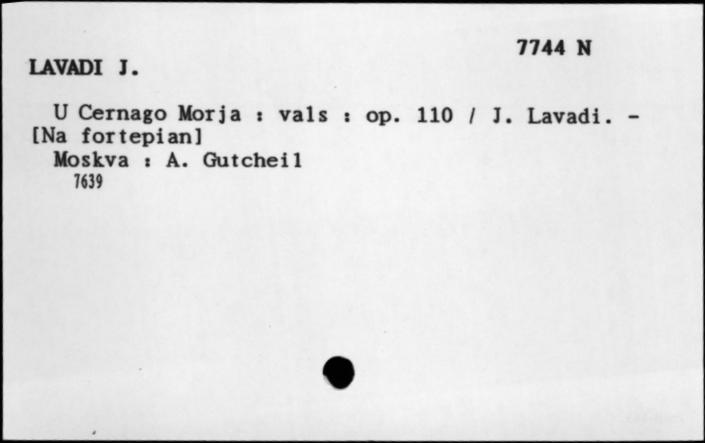 7744 N
LAVADI J.
U Cernago Morja : vals : op. 110 / J. Lavadi. -
[Na fortepian]
Moskva : A. Gutcheil
7639